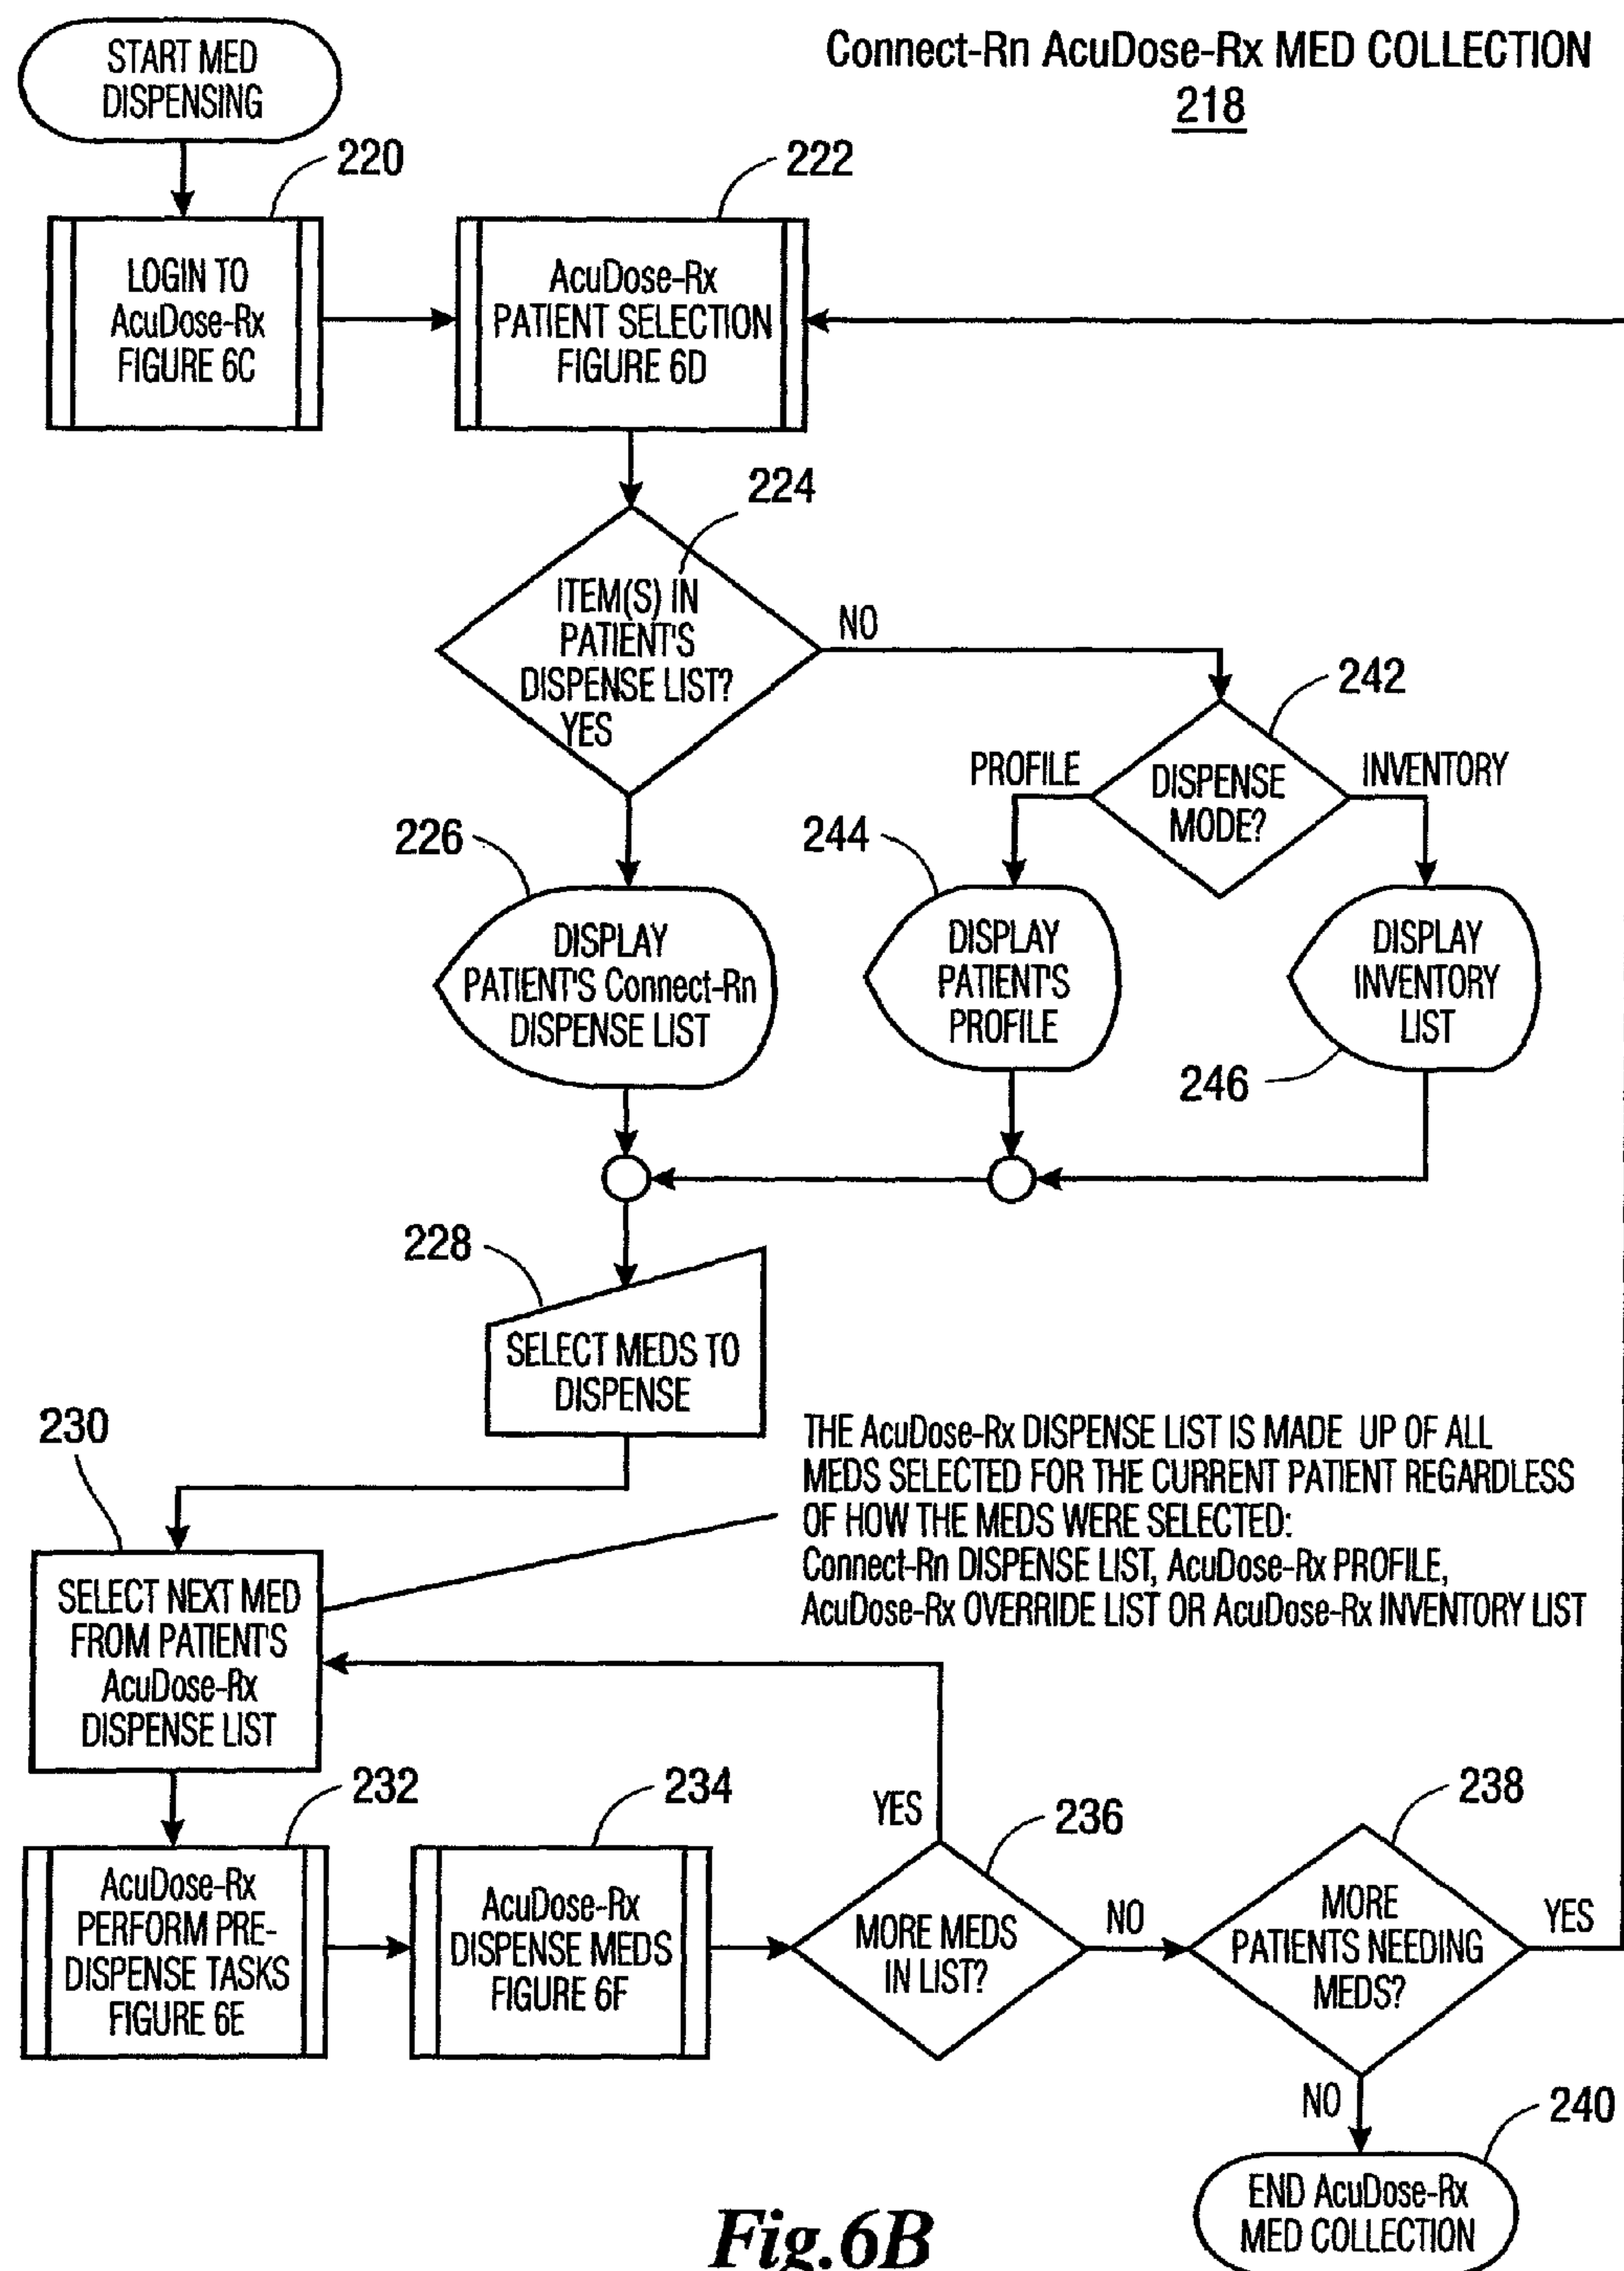 Connect-Rn AcuDose-Rx MED COLLECTION
218
START MED
DISPENSING
220
222
LOGIN TO
AcuDose-Rx
FIGURE 6C
AcuDose-Rx
PATIENT SELECTION
FIGURE 6D
224
ITEM(S) IN
PATIENT'S
DISPENSE LIST?
YES
NO
242
PROFILE
DISPENSE
MODE?
INVENTORY
226
DISPLAY
PATIENT'S Connect-Rn
DISPENSE LIST
244
DISPLAY
PATIENT'S
PROFILE
DISPLAY
INVENTORY
LIST
246
228
SELECT MEDS TO
DISPENSE
230
THE AcuDose-Rx DISPENSE LIST IS MADE UP OF ALL
MEDS SELECTED FOR THE CURRENT PATIENT REGARDLESS
OF HOW THE MEDS WERE SELECTED:
Connect-Rn DISPENSE LIST, AcuDose-Rx PROFILE,
AcuDose-Rx OVERRIDE LIST OR AcuDose-Rx INVENTORY LIST
SELECT NEXT MED
FROM PATIENT'S
AcuDose-Rx
DISPENSE LIST
232
AcuDose-Rx
PERFORM PRE-
DISPENSE TASKS
FIGURE 6E
234
AcuDose-Rx
DISPENSE MEDS
FIGURE 6F
YES
236
MORE MEDS
IN LIST?
NO
238
MORE
PATIENTS NEEDING
MEDS?
YES
NO
240
END AcuDose-Rx
MED COLLECTION
Fig.6B